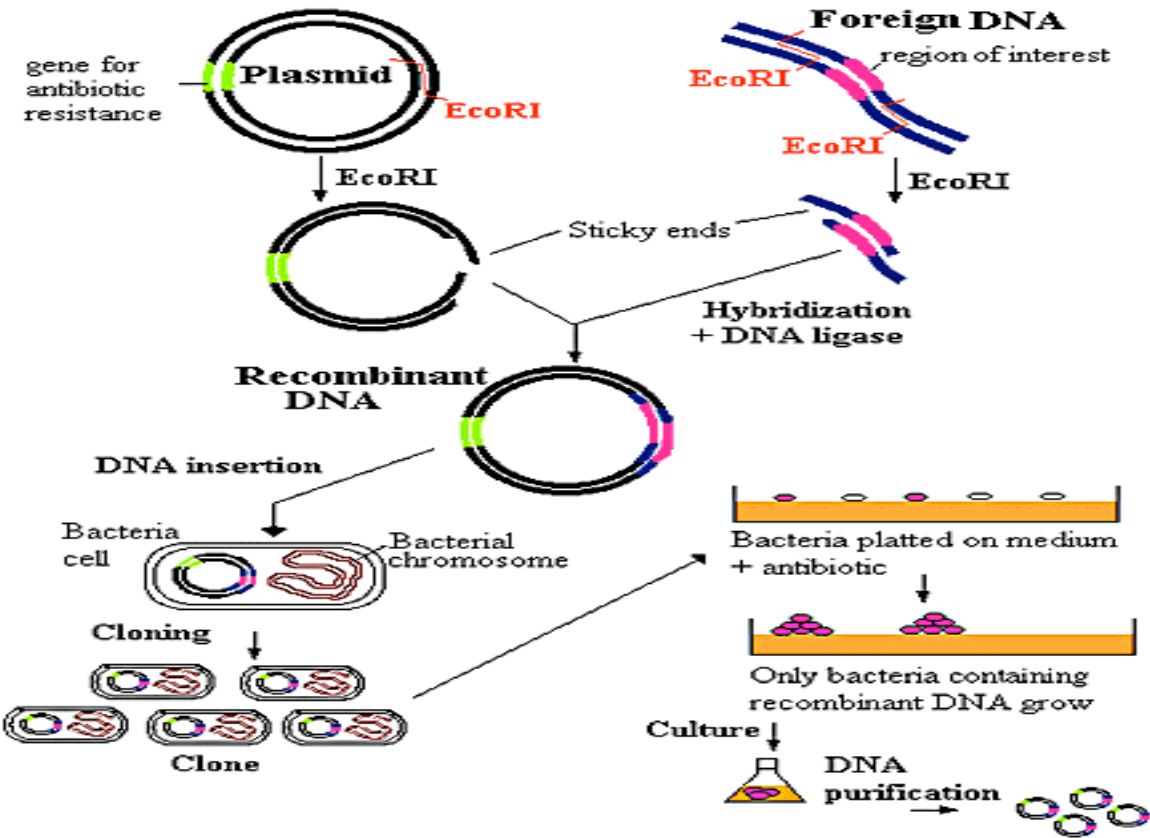 Foreign DNA
region of interest
gene for
antibiotic
resistance
Plasmid
EcoRI
EcoRI
EcoRI
EcoRI
EcoRI
Sticky ends
Hybridization
+ DNA ligase
Recombinant
DNA
DNA insertion
Bacteria
cell
Bacterial
chromosome
Cloning
Clone
Bacteria platted on medium
+ antibiotic
Only bacteria containing
recombinant DNA grow
Culture
DNA
purification